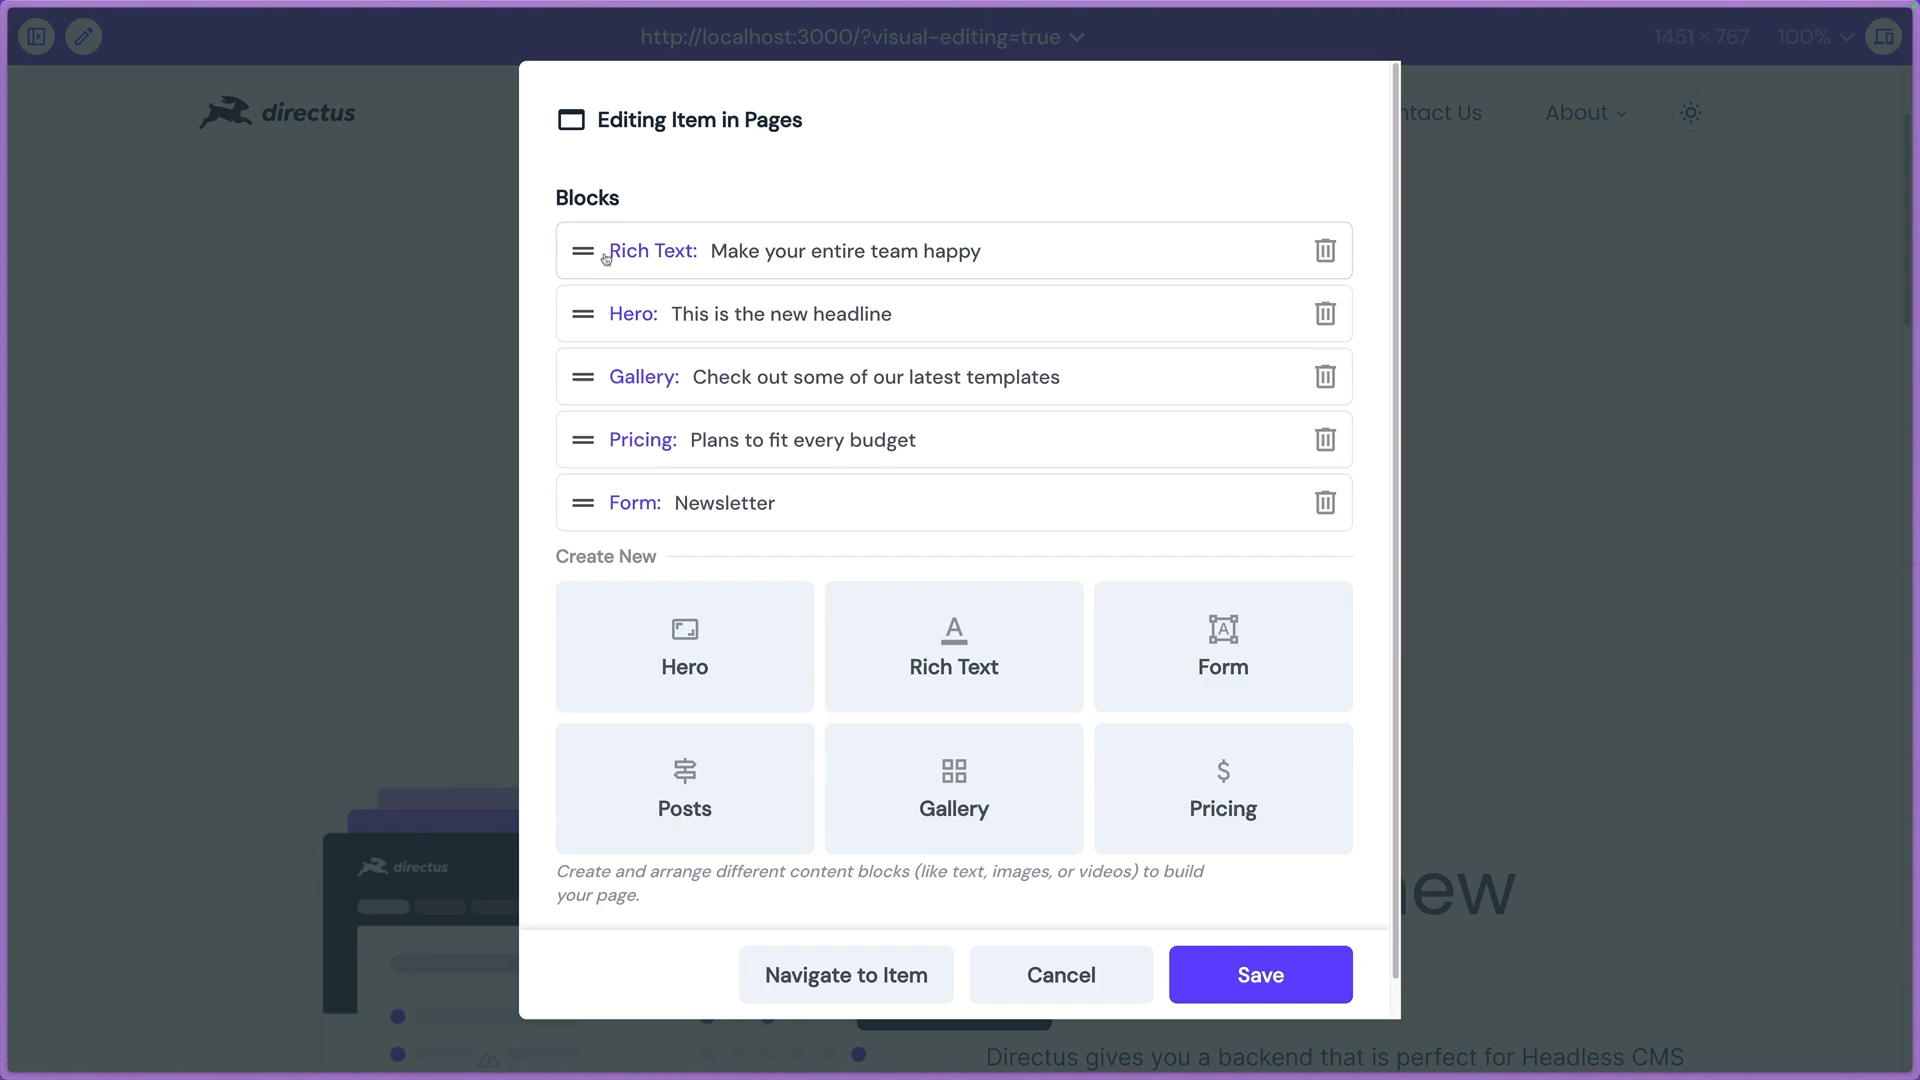 http://localhost:3000/?visual-editing=true
1451 × 767
100%
directus
ntact Us
About
Editing Item in Pages
Blocks
Rich Text: Make your entire team happy
Hero: This is the new headline
Gallery: Check out some of our latest templates
Pricing: Plans to fit every budget
Form: Newsletter
Create New
Hero
Rich Text
Form
Posts
Gallery
Pricing
Create and arrange different content blocks (like text, images, or videos) to build
your page.
directus
ew
Navigate to Item
Cancel
Save
Directus gives you a backend that is perfect for Headless CMS